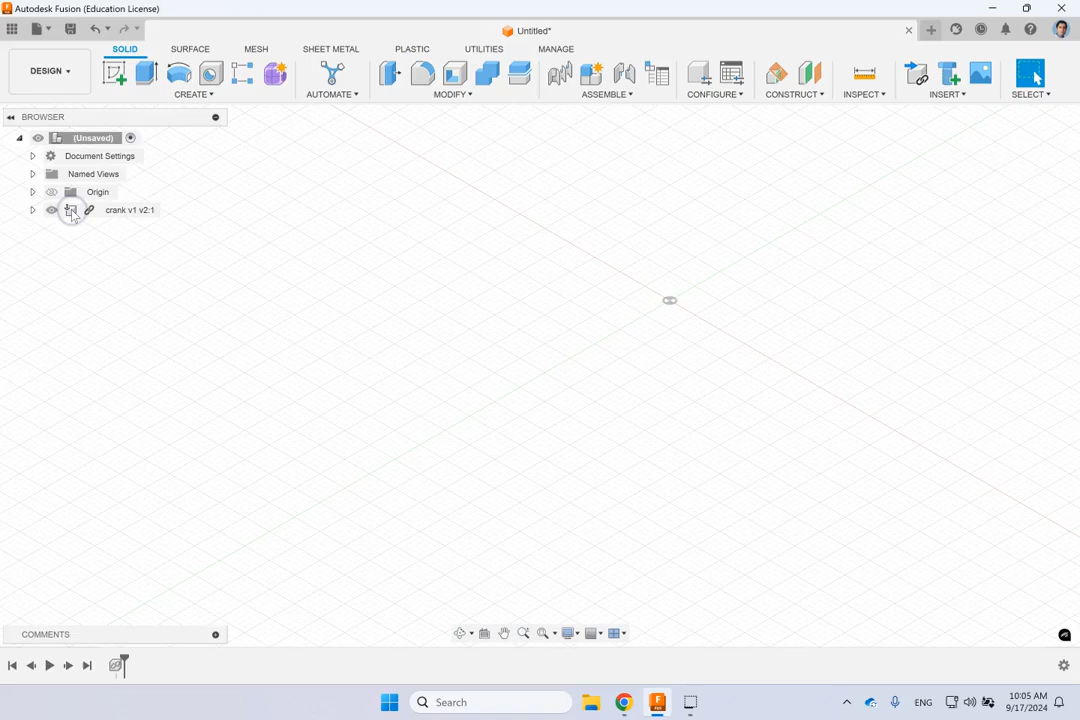 Autodesk Fusion (Education License)
Untitled*
DESIGN
SOLID SURFACE MESH SHEET METAL PLASTIC UTILITIES MANAGE
CREATE AUTOMATE MODIFY ASSEMBLE CONFIGURE CONSTRUCT INSPECT INSERT SELECT
BROWSER
(Unsaved)
Document Settings
Named Views
Origin
crank v1 v2:1
COMMENTS
Search
ENG
10:05 AM
9/17/2024